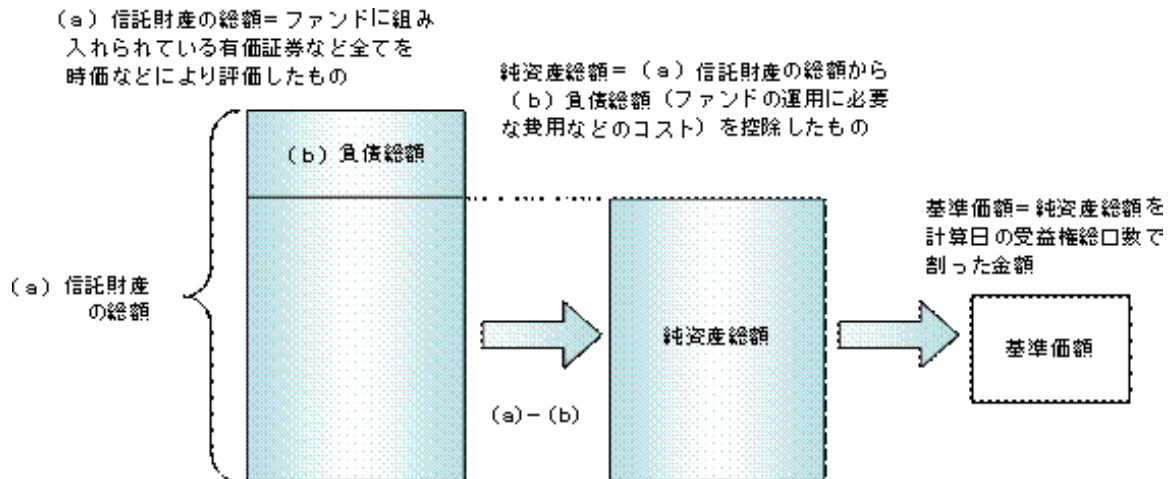 (a) 信託財産の総額＝ファンドに組み
入れられている有価証券など全てを
時価などにより評価したもの
純資産総額＝(a) 信託財産の総額から
(b) 負債総額（ファンドの運用に必要
な費用などのコスト）を控除したもの
(b) 負債総額
基準価額＝純資産総額を
計算日の受益権総口数で
割った金額
(a) 信託財産
の総額
純資産総額
基準価額
(a)－(b)